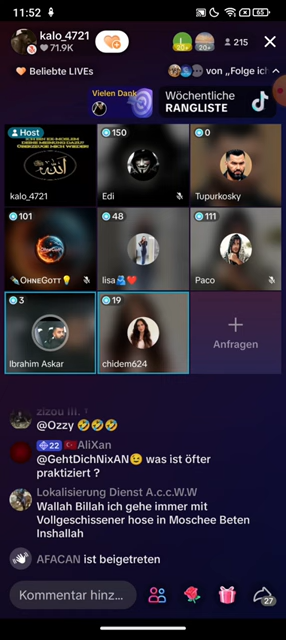 11:52
65
kalo_4721
71.9K
20+
20+
215
Beliebte LIVEs
von „Folge ich
Vielen Dank
Wöchentliche
RANGLISTE
Host
kalo_4721
150
Edi
0
Tupurkosky
101
OHNEGOTT
48
lisa
111
Paco
3
Ibrahim Askar
19
chidem624
+
Anfragen
@Ozzy 🤣🤣🤣
22 AliXan
@GehtDichNixAN😉 was ist öfter
praktiziert ?
Lokalisierung Dienst A.c.c.W.W
Wallah Billah ich gehe immer mit
Vollgeschissener hose in Moschee Beten
Inshallah
AFACAN ist beigetreten
Kommentar hinz...
27